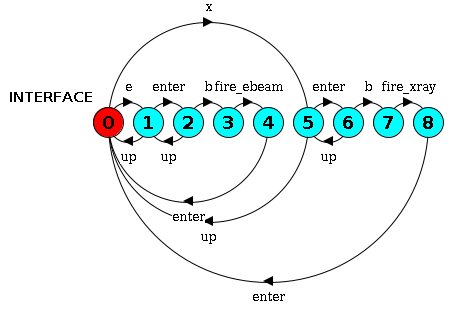 x
e enter b fire_ebeam enter b fire_xray
INTERFACE
0 1 2 3 4 5 6 7 8
up up up
enter
up
enter